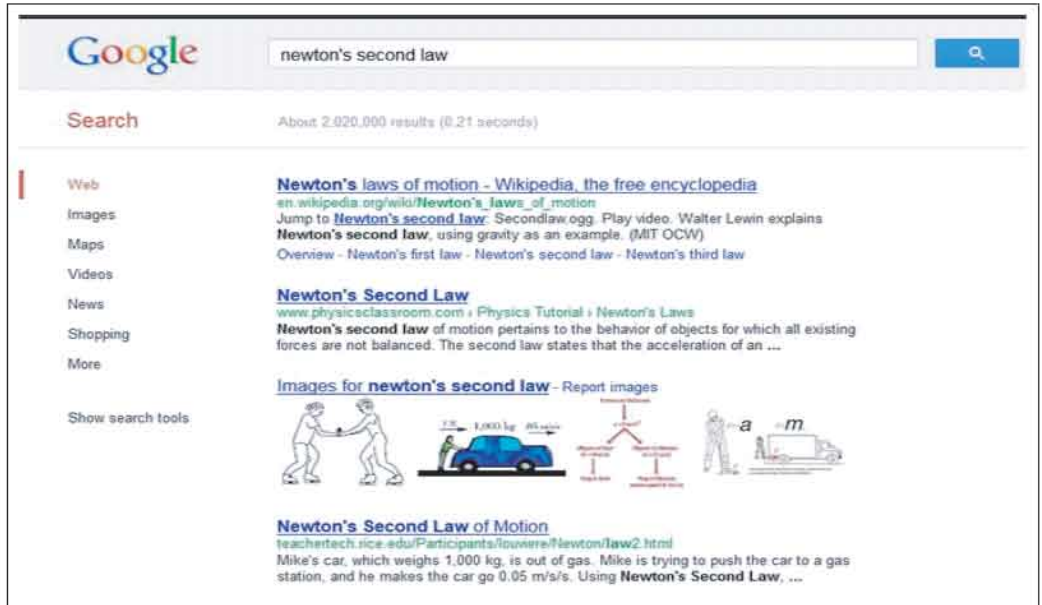 Google
newton's second law
Search
About 2,020,000 results (0.21 seconds)
Web
Images
Maps
Videos
News
Shopping
More
Show search tools
Newton's laws of motion - Wikipedia, the free encyclopedia
en.wikipedia.org/wiki/Newton's_laws_of_motion
Jump to Newton's second law: Secondlaw.ogg. Play video. Walter Lewin explains
Newton's second law, using gravity as an example. (MIT OCW)
Overview - Newton's first law - Newton's second law - Newton's third law
Newton's Second Law
www.physicsclassroom.com › Physics Tutorial › Newton's Laws
Newton's second law of motion pertains to the behavior of objects for which all existing
forces are not balanced. The second law states that the acceleration of an ...
Images for newton's second law - Report images
1,000 kg
a m
Newton's Second Law of Motion
teachertech.rice.edu/Participants/louviere/Newton/law2.html
Mike's car, which weighs 1,000 kg, is out of gas. Mike is trying to push the car to a gas
station, and he makes the car go 0.05 m/s/s. Using Newton's Second Law, ...